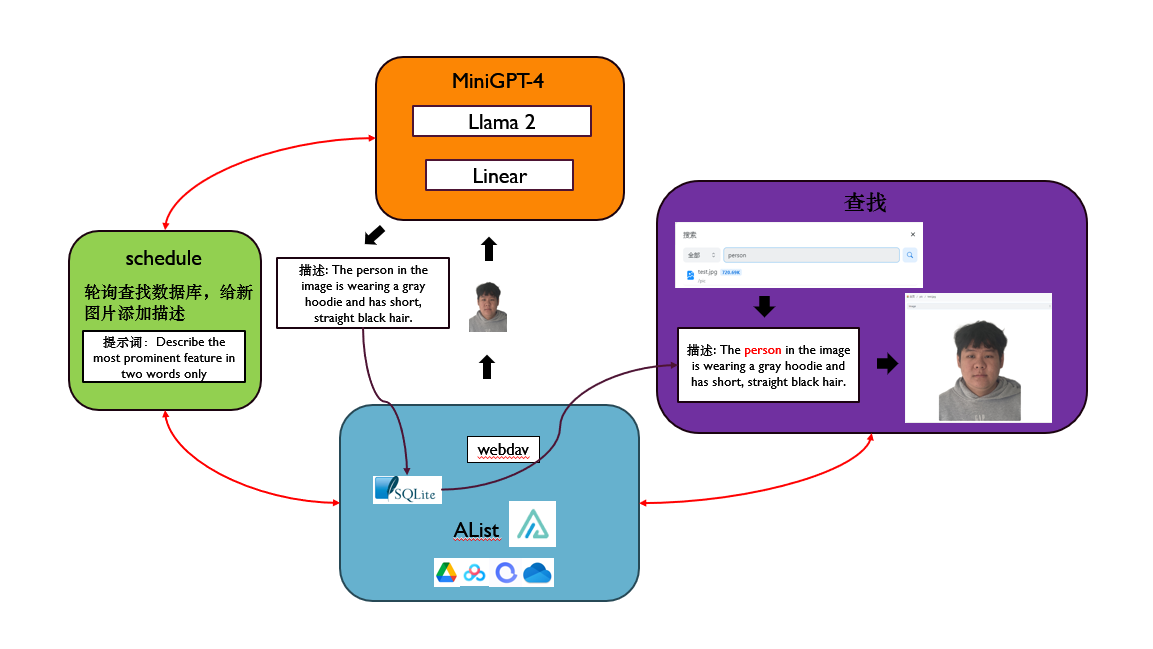 MiniGPT-4
Llama 2
Linear
schedule
轮询查找数据库，给新
图片添加描述
提示词：Describe the
most prominent feature in
two words only
描述: The person in the
image is wearing a gray
hoodie and has short,
straight black hair.
查找
搜索
×
全部
person
test.jpg 720.69K
描述: The person in the image
is wearing a gray hoodie and
has short, straight black hair.
GAP
webdav
SQLite
AList